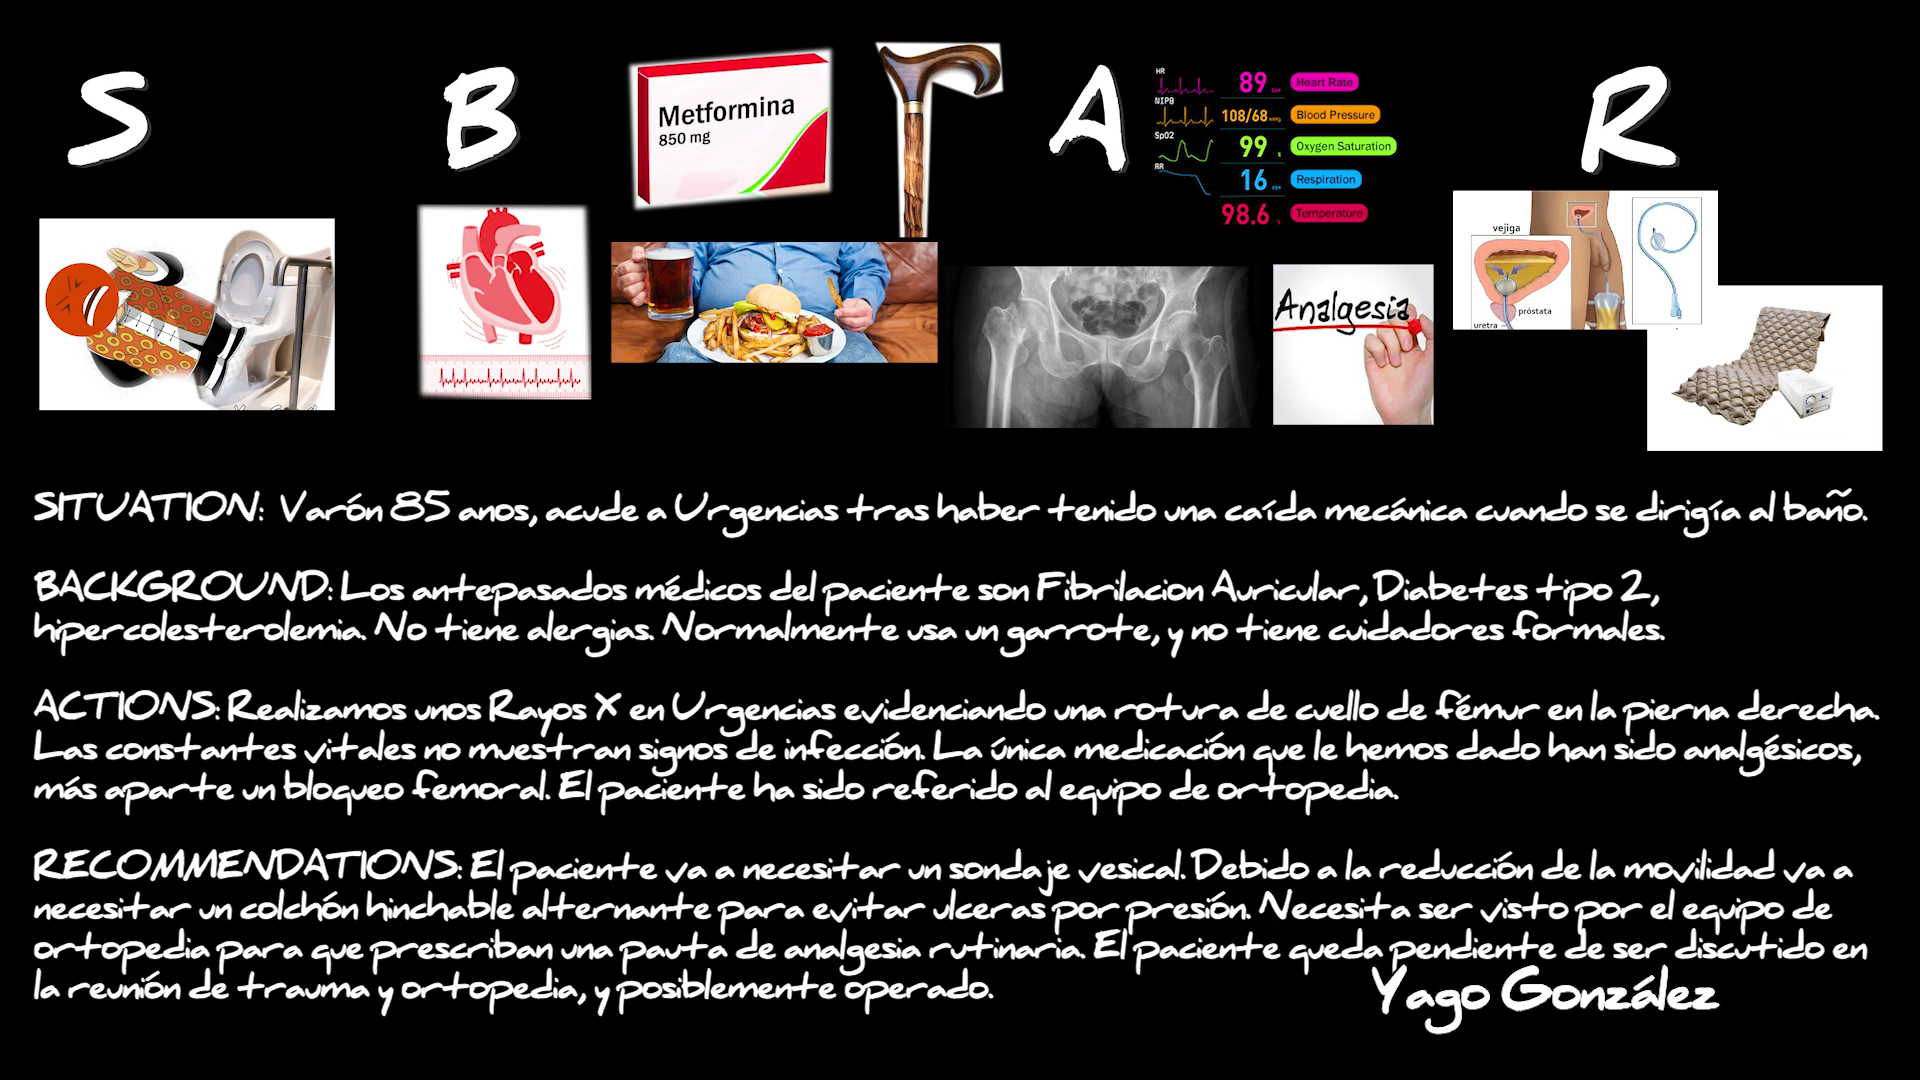 S
B
A
R
Metformina
850 mg
HR
89
Heart Rate
NIPB
108/68
Blood Pressure
SpO2
99
Oxygen Saturation
RR
16
Respiration
98.6
Temperature
Analgesia
vejiga
próstata
uretra
SITUATION: Varón 85 anos, acude a Urgencias tras haber tenido una caída mecánica cuando se dirigía al baño.
BACKGROUND: Los antepasados médicos del paciente son Fibrilacion Auricular, Diabetes tipo 2,
hipercolesterolemia. No tiene alergias. Normalmente usa un garrote, y no tiene cuidadores formales.
ACTIONS: Realizamos unos Rayos X en Urgencias evidenciando una rotura de cuello de fémur en la pierna derecha.
Las constantes vitales no muestran signos de infección. La única medicación que le hemos dado han sido analgésicos,
más aparte un bloqueo femoral. El paciente ha sido referido al equipo de ortopedia.
RECOMMENDATIONS: El paciente va a necesitar un sondaje vesical. Debido a la reducción de la movilidad va a
necesitar un colchón hinchable alternante para evitar ulceras por presión. Necesita ser visto por el equipo de
ortopedia para que prescriban una pauta de analgesia rutinaria. El paciente queda pendiente de ser discutido en
la reunión de trauma y ortopedia, y posiblemente operado.
Yago González